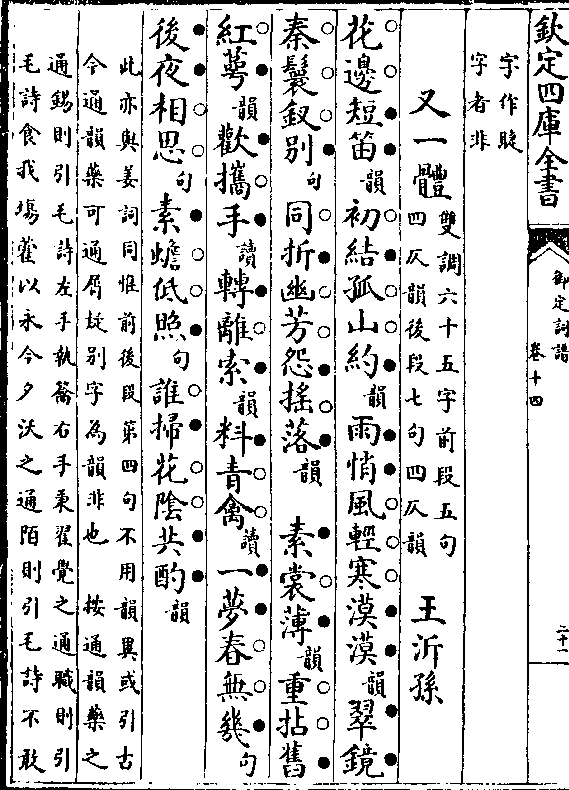 欽定四庫全書
御定詞譜
卷十四
二十一
字作駛
字者非
又一體
雙調六十五字前段五句
四仄韻後段七句四仄韻
王沂孫
花邊短笛韻初結孤山約韻雨悄風輕寒漠漠韻翠鏡
秦鬟釵別句同折幽芳怨搖落韻　素裳薄韻重拈舊
紅萼韻歡攜手讀轉離索韻料青禽讀一夢春無幾句
後夜相思句素蟾低照句誰掃花陰共酌韻
此亦與姜詞同惟前後段第四句不用韻異或引古
今通韻藥可通屑故別字為韻非也　按通韻藥之
通錫則引毛詩左手執籥右手秉翟覺之通職則引
毛詩食我場藿以永今夕沃之通陌則引毛詩不敢